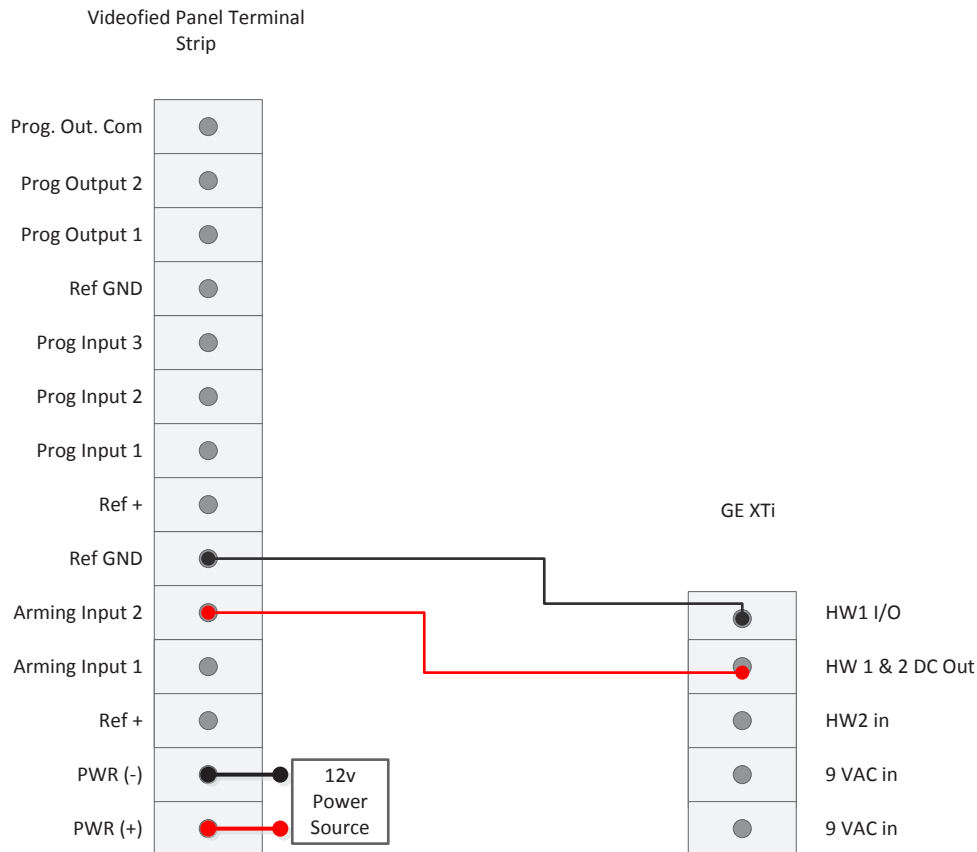 Videofied Panel Terminal
Strip
Prog. Out. Com
Prog Output 2
Prog Output 1
Ref GND
Prog Input 3
Prog Input 2
Prog Input 1
Ref +
Ref GND
Arming Input 2
Arming Input 1
Ref +
PWR (-)
PWR (+)
12v
Power
Source
GE XTi
HW1 I/O
HW 1 & 2 DC Out
HW2 in
9 VAC in
9 VAC in